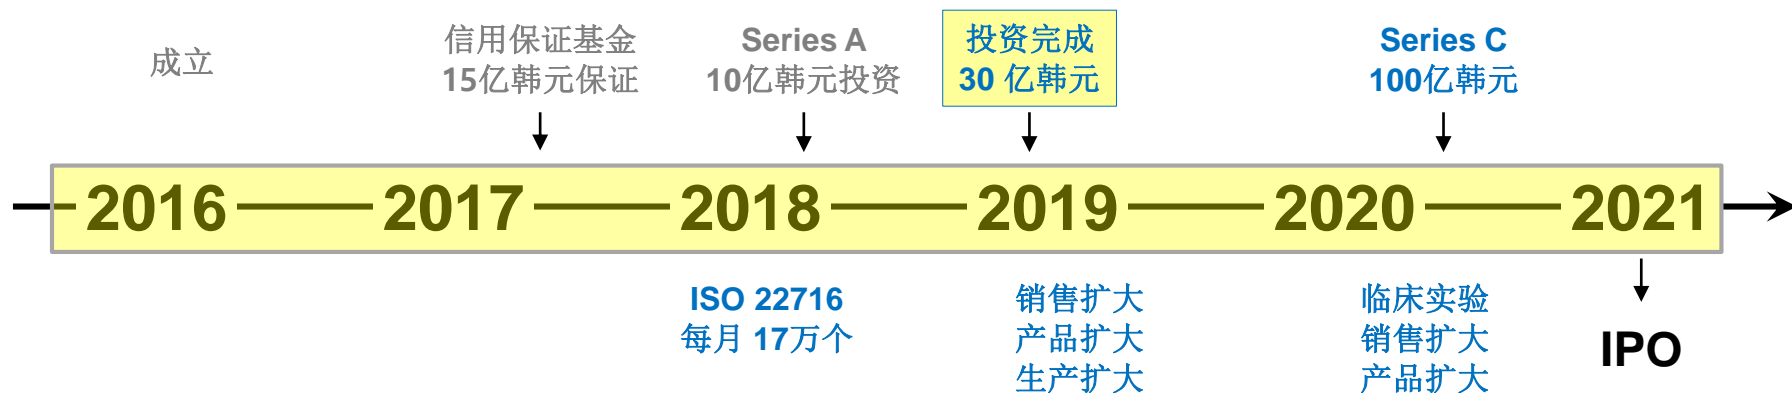 成立
信用保证基金
15亿韩元保证
Series A
10亿韩元投资
投资完成
30 亿韩元
Series C
100亿韩元
2016 2017 2018 2019 2020 2021
ISO 22716
每月 17万个
销售扩大
产品扩大
生产扩大
临床实验
销售扩大
产品扩大
IPO